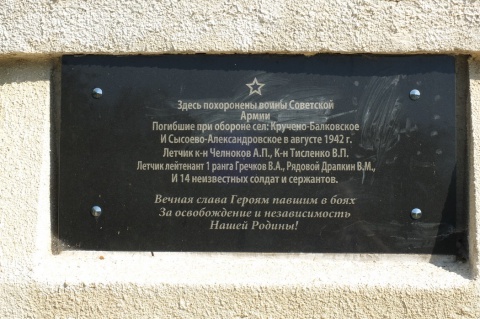 Здесь похоронены воины Советской
Армии
Погибшие при обороне сел: Кручено-Балковское
И Сысоево-Александровское в августе 1942 г.
Летчик к-н Челноков А.П., К-н Тисленко В.П.
Летчик лейтенант 1 ранга Гречков В.А., Рядовой Драпкин В.М.,
И 14 неизвестных солдат и сержантов.
Вечная слава Героям павшим в боях
За освобождение и независимость
Нашей Родины!